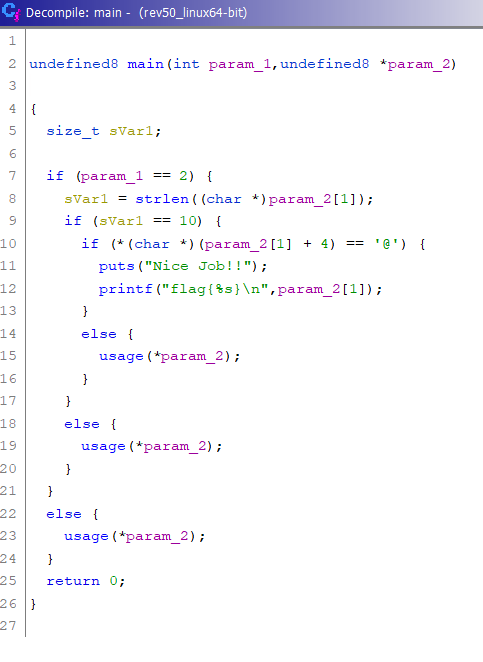 Decompile: main - (rev50_linux64-bit)
1
2 undefined8 main(int param_1,undefined8 *param_2)
3
4 {
5   size_t sVar1;
6
7   if (param_1 == 2) {
8     sVar1 = strlen((char *)param_2[1]);
9     if (sVar1 == 10) {
10       if (*(char *)(param_2[1] + 4) == '@') {
11         puts("Nice Job!!");
12         printf("flag{%s}\n",param_2[1]);
13       }
14       else {
15         usage(*param_2);
16       }
17     }
18     else {
19       usage(*param_2);
20     }
21   }
22   else {
23     usage(*param_2);
24   }
25   return 0;
26 }
27